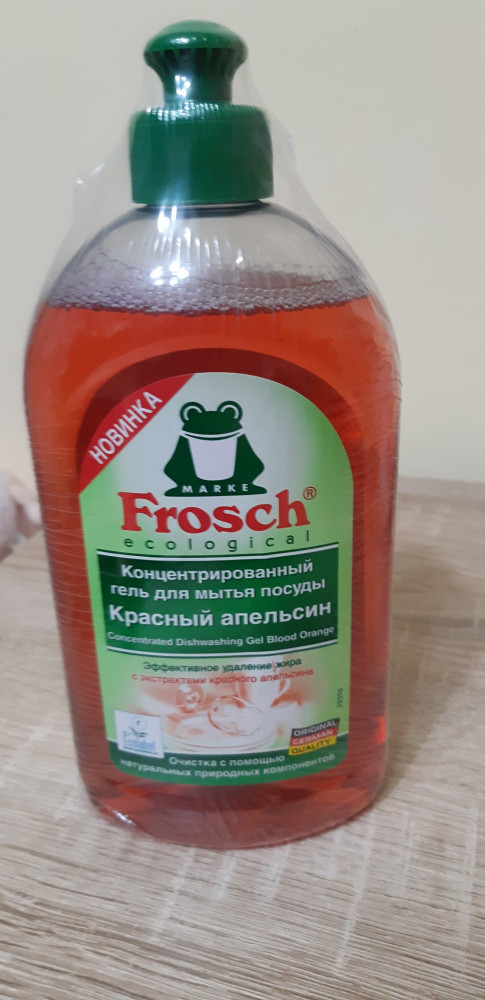 НОВИНКА
MARKE
Frosch®
ecological
Концентрированный
гель для мытья посуды
Красный апельсин
Concentrated Dishwashing Gel Blood Orange
Эффективное удаление жира
с экстрактами красного апельсина
Ecolabel
ORIGINAL
GERMAN
QUALITY
Очистка с помощью
натуральных природных компонентов